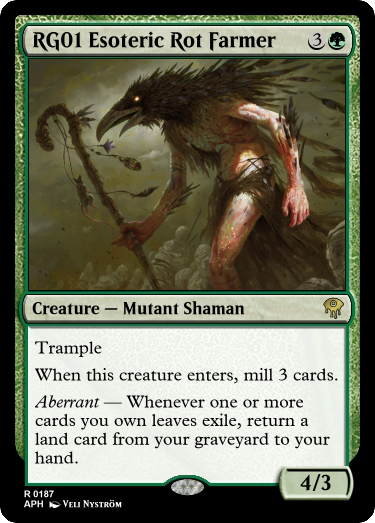 RG01 Esoteric Rot Farmer 3
Creature — Mutant Shaman
Trample
When this creature enters, mill 3 cards.
Aberrant — Whenever one or more
cards you own leaves exile, return a
land card from your graveyard to your
hand.
4/3
R 0187
APH VELI NYSTRÖM